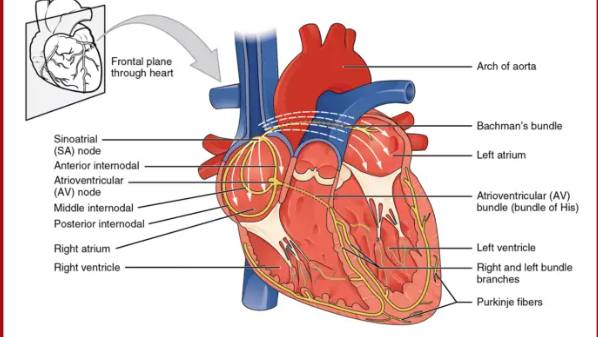 Frontal plane
through heart
Arch of aorta
Bachman's bundle
Sinoatrial
(SA) node
Left atrium
Anterior internodal
Atrioventricular
(AV) node
Atrioventricular (AV)
bundle (bundle of His)
Middle internodal
Posterior internodal
Right atrium
Left ventricle
Right ventricle
Right and left bundle
branches
Purkinje fibers